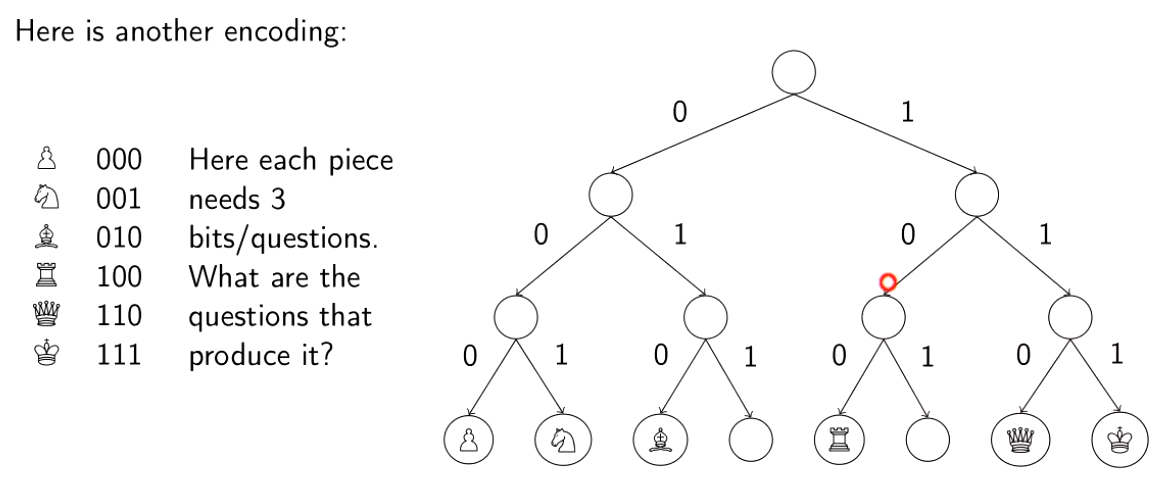 Here is another encoding:
♙ 000 Here each piece
♘ 001 needs 3
♗ 010 bits/questions.
♖ 100 What are the
♕ 110 questions that
♔ 111 produce it?
0 1
0 1 0 1
0 1 0 1 0 1 0 1
♙ ♘ ♗ ♖ ♕ ♔